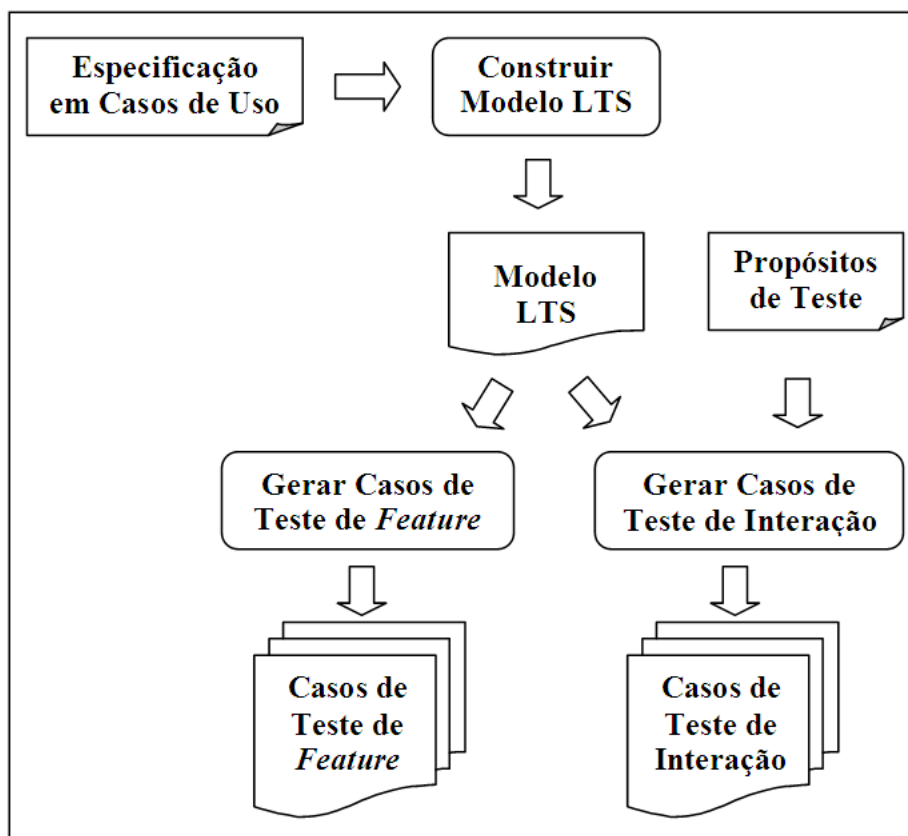 Especificação
em Casos de Uso
Construir
Modelo LTS
Modelo
LTS
Propósitos
de Teste
Gerar Casos de
Teste de Feature
Gerar Casos de
Teste de Interação
Casos de
Teste de
Feature
Casos de
Teste de
Interação